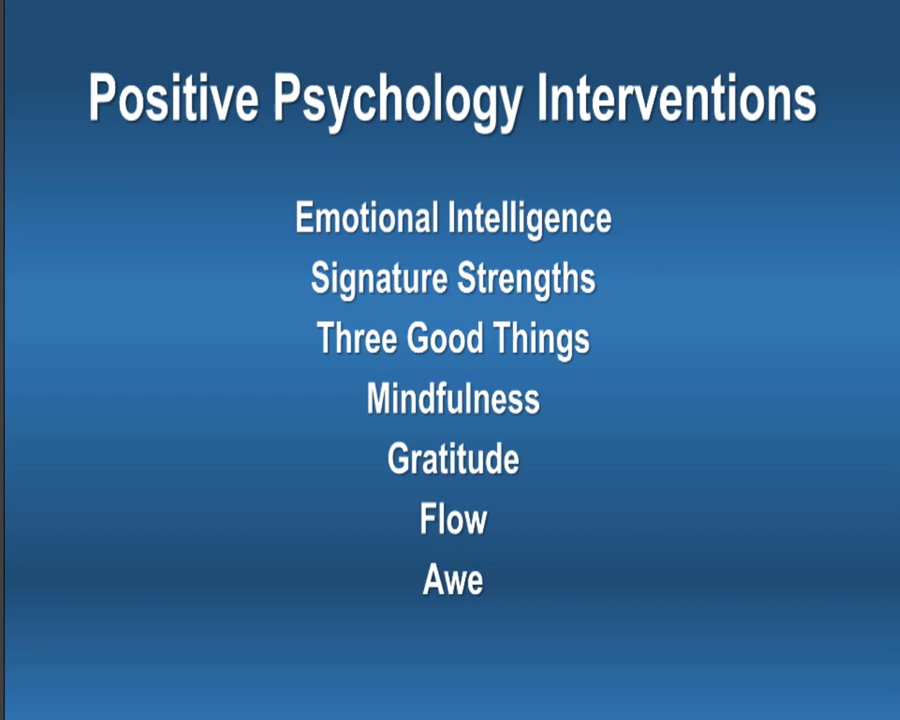 Positive Psychology Interventions
Emotional Intelligence
Signature Strengths
Three Good Things
Mindfulness
Gratitude
Flow
Awe